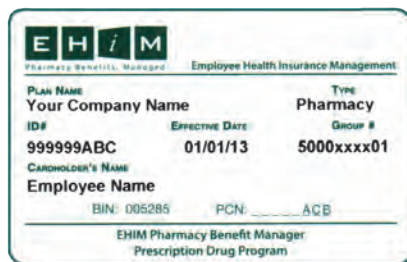 EHiM
Pharmacy Benefits, Managed
Employee Health Insurance Management
PLAN NAME TYPE
Your Company Name Pharmacy
ID# EFFECTIVE DATE GROUP #
999999ABC 01/01/13 5000xxxx01
CARDHOLDER'S NAME
Employee Name
BIN: 005285 PCN: ______ACB
EHIM Pharmacy Benefit Manager
Prescription Drug Program